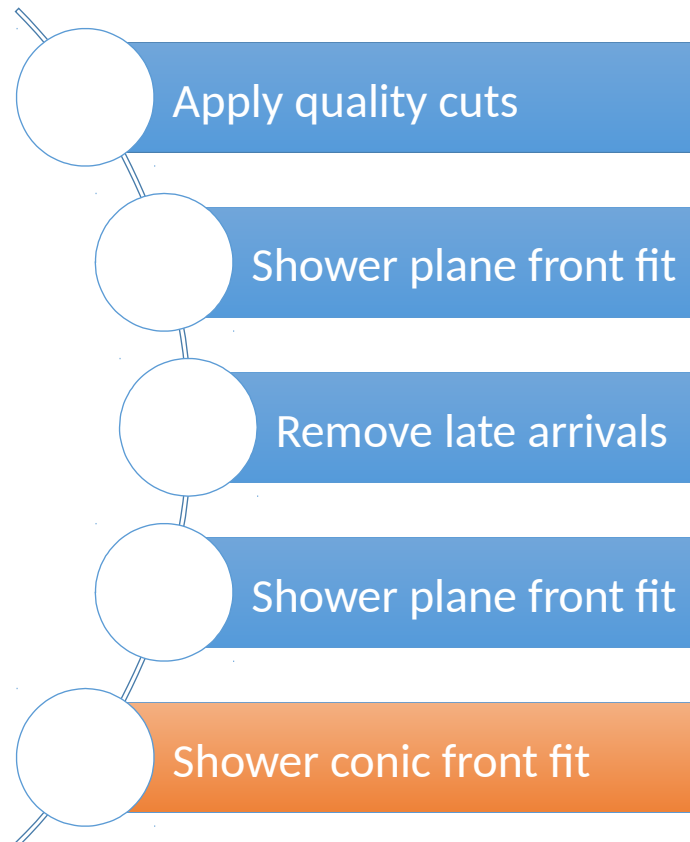 Apply quality cuts
Shower plane front fit
Remove late arrivals
Shower plane front fit
Shower conic front fit